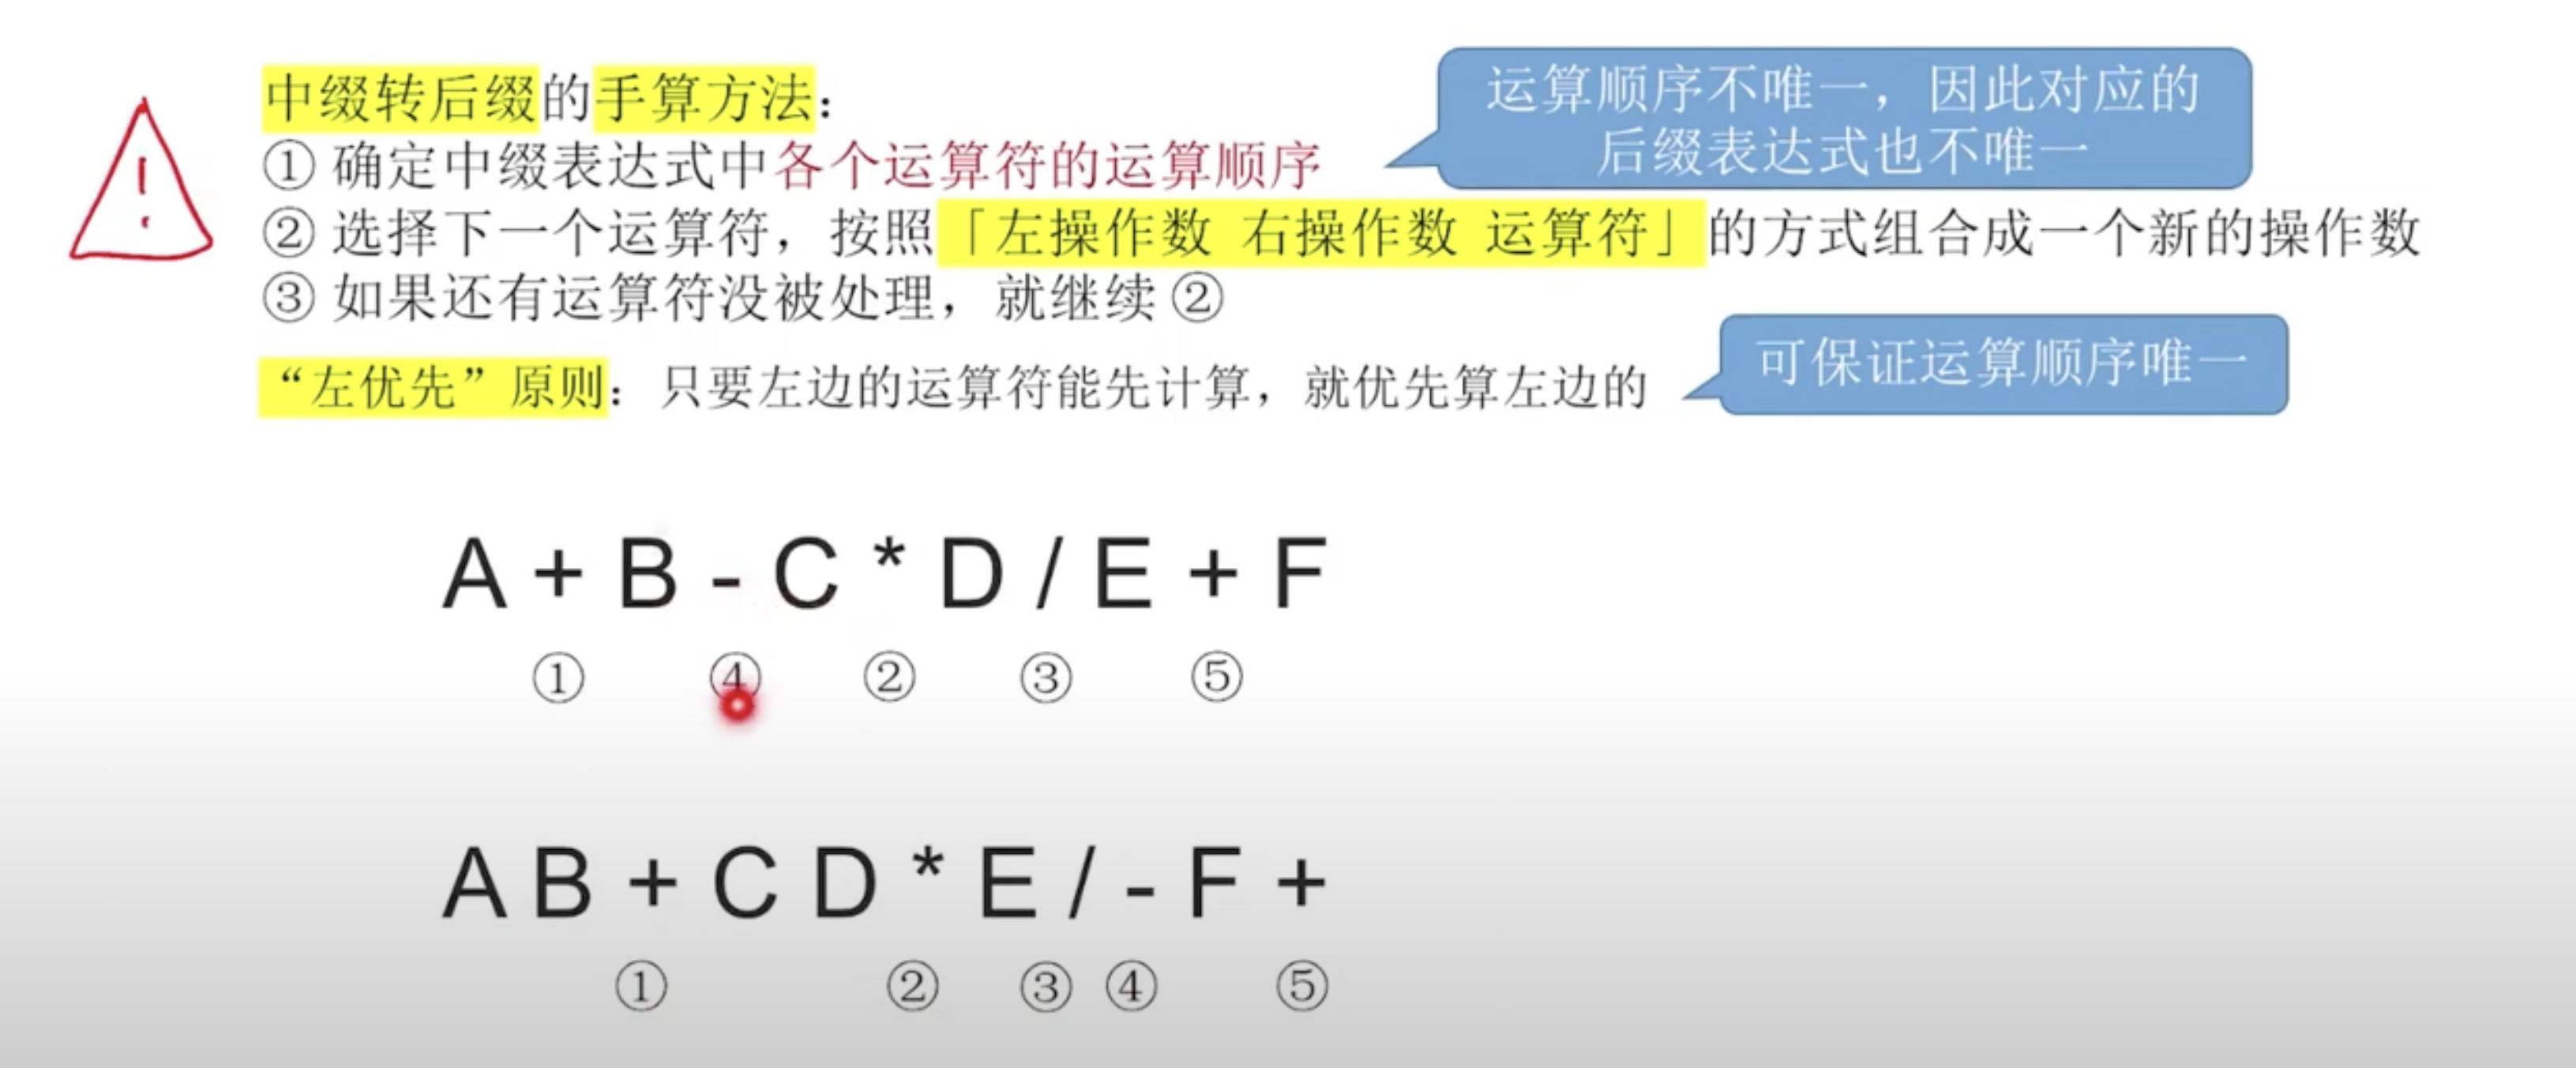 中缀转后缀的手算方法：
运算顺序不唯一，因此对应的
后缀表达式也不唯一
① 确定中缀表达式中各个运算符的运算顺序
② 选择下一个运算符，按照「左操作数 右操作数 运算符」的方式组合成一个新的操作数
③ 如果还有运算符没被处理，就继续 ②
“左优先”原则：只要左边的运算符能先计算，就优先算左边的
可保证运算顺序唯一
A + B - C * D / E + F
① ④ ② ③ ⑤
A B + C D * E / - F +
① ② ③ ④ ⑤